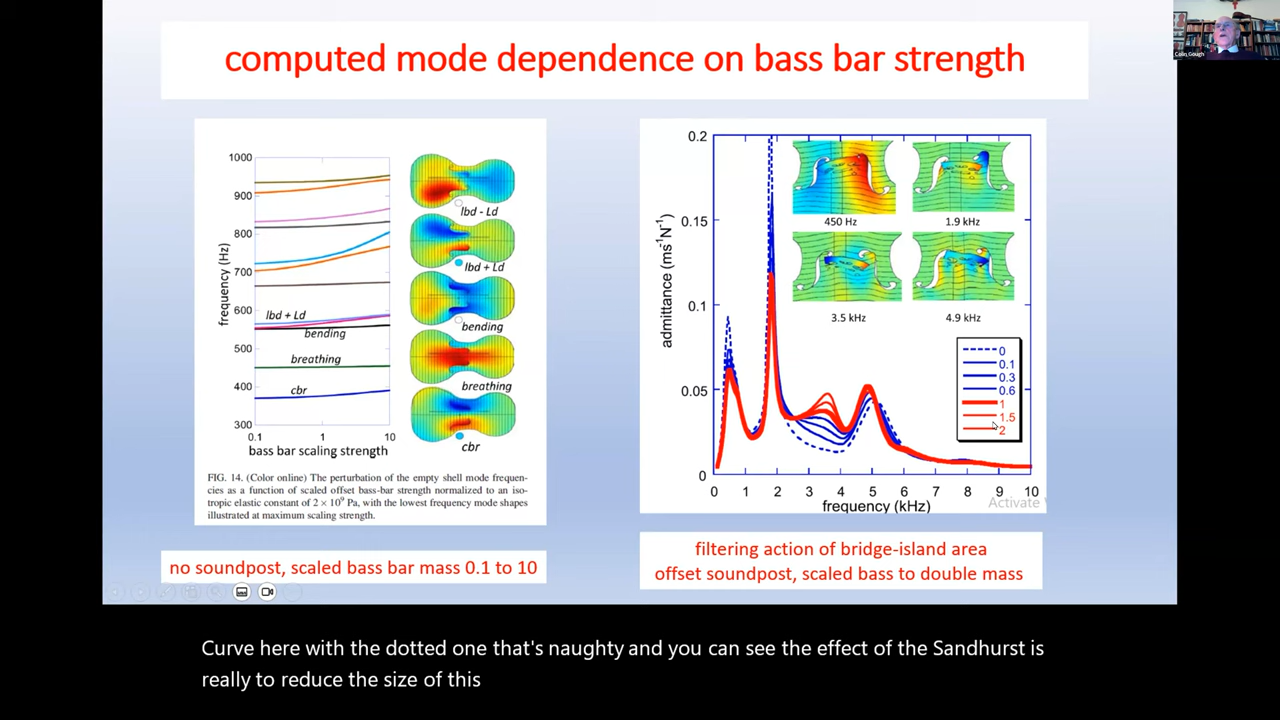 computed mode dependence on bass bar strength
Colin Gough
1000
900
800
700
600
500
400
300
frequency (Hz)
lbd + Ld
bending
breathing
cbr
0.1
1
10
bass bar scaling strength
lbd - Ld
lbd + Ld
bending
breathing
cbr
FIG. 14. (Color online) The perturbation of the empty shell mode frequen-
cies as a function of scaled offset bass-bar strength normalized to an iso-
tropic elastic constant of 2 × 10⁹ Pa, with the lowest frequency mode shapes
illustrated at maximum scaling strength.
no soundpost, scaled bass bar mass 0.1 to 10
0.2
0.15
0.1
0.05
0
admittance (ms⁻¹N⁻¹)
450 Hz
1.9 kHz
3.5 kHz
4.9 kHz
0
0.1
0.3
0.6
1
1.5
2
0 1 2 3 4 5 6 7 8 9 10
frequency (kHz)
Activate
filtering action of bridge-island area
offset soundpost, scaled bass to double mass
Curve here with the dotted one that's naughty and you can see the effect of the Sandhurst is
really to reduce the size of this